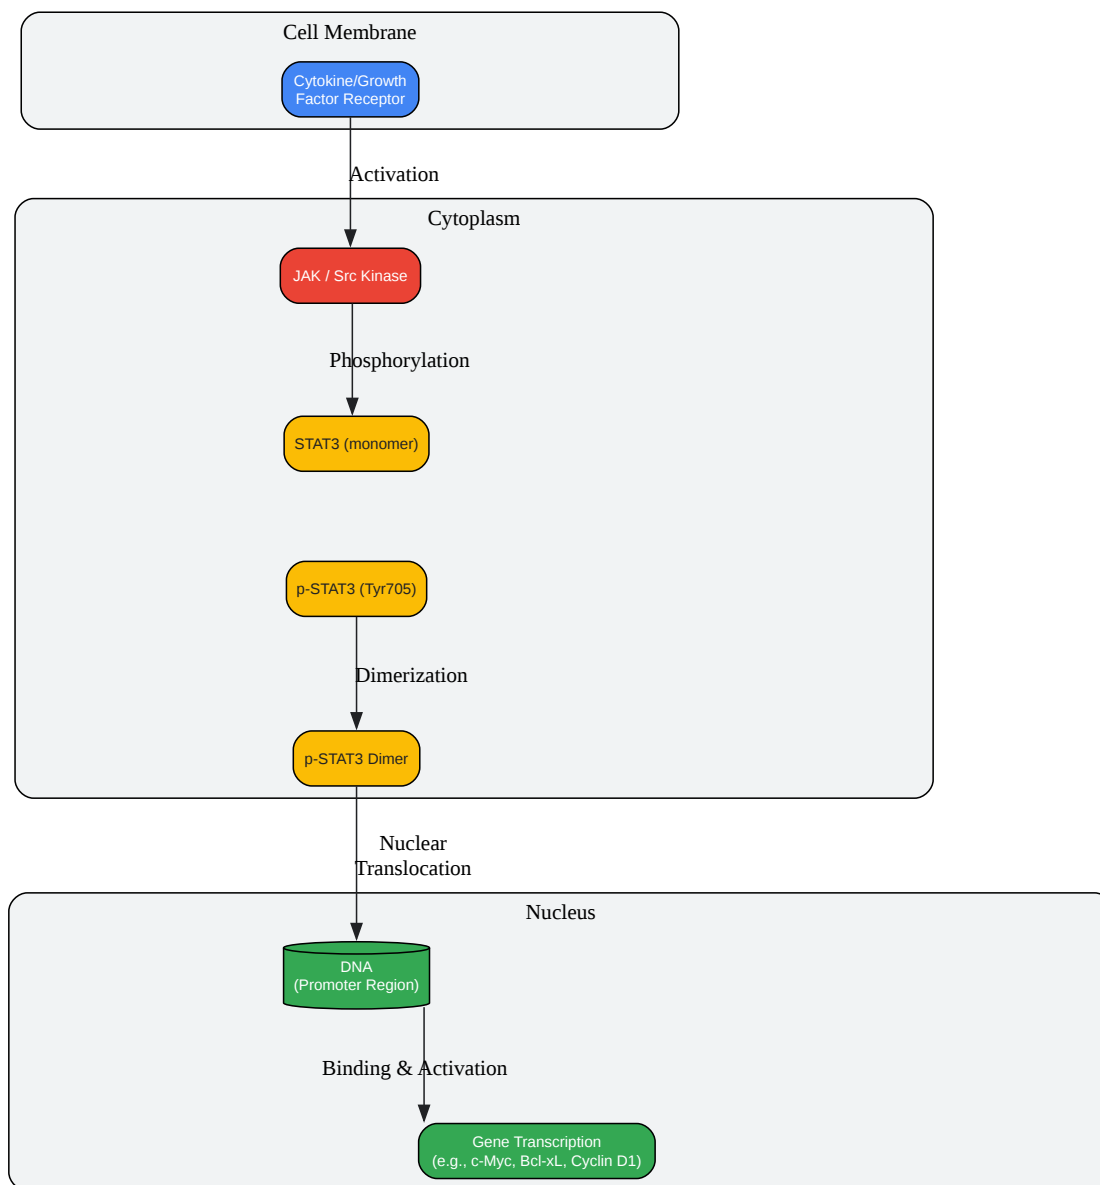 Cell Membrane
Cytokine/Growth
Factor Receptor
Activation
Cytoplasm
JAK / Src Kinase
Phosphorylation
STAT3 (monomer)
p-STAT3 (Tyr705)
Dimerization
p-STAT3 Dimer
Nuclear
Translocation
Nucleus
DNA
(Promoter Region)
Binding & Activation
Gene Transcription
(e.g., c-Myc, Bcl-xL, Cyclin D1)